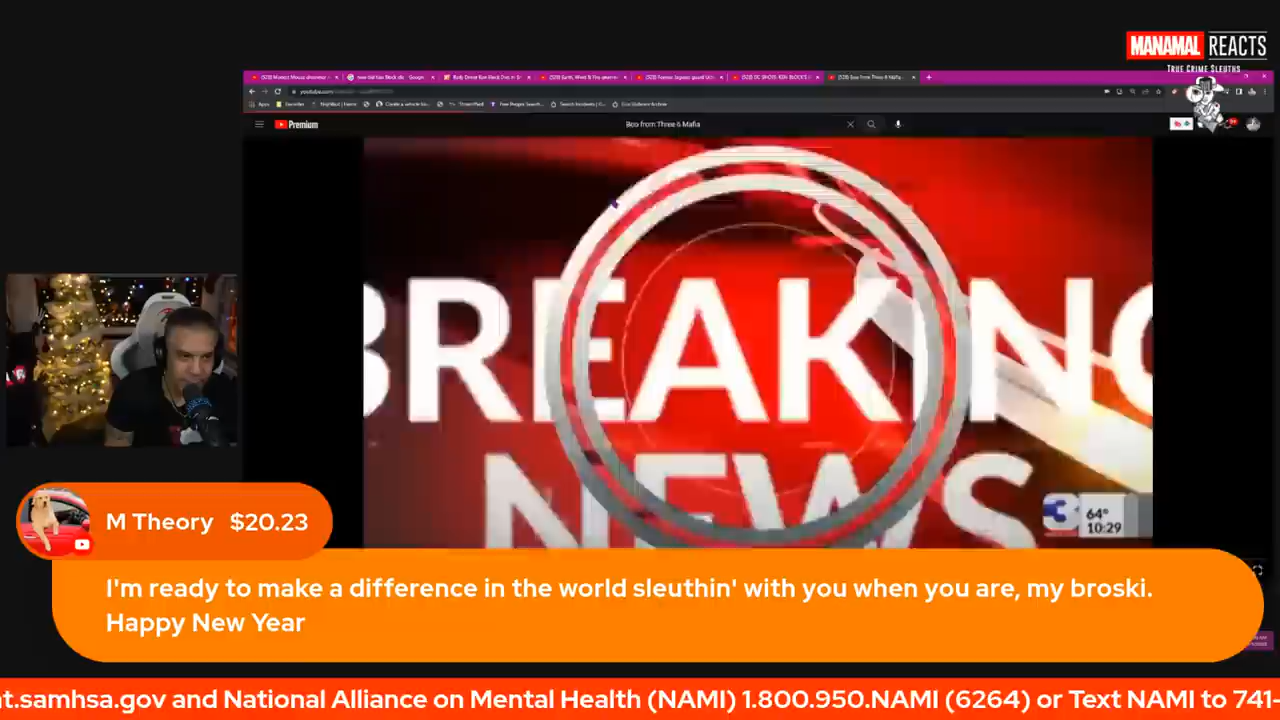 MANAMAL REACTS
TRUE CRIME SLEUTHS
Premium
Boo from Three 6 Mafia
BREAKING
NEWS
3
64°
10:29
M Theory $20.23
I'm ready to make a difference in the world sleuthin' with you when you are, my broski.
Happy New Year
t.samhsa.gov and National Alliance on Mental Health (NAMI) 1.800.950.NAMI (6264) or Text NAMI to 741-